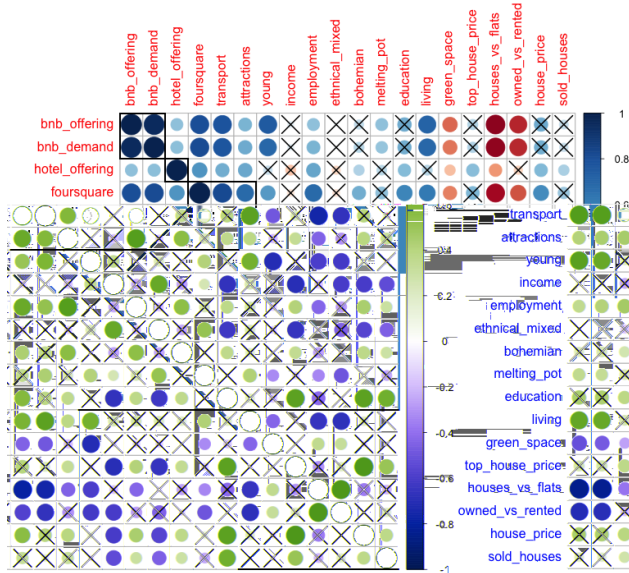 bnb_offering
bnb_demand
hotel_offering
foursquare
transport
attractions
young
income
employment
ethnical_mixed
bohemian
melting_pot
education
living
green_space
top_house_price
houses_vs_flats
owned_vs_rented
house_price
sold_houses
bnb_offering
bnb_demand
hotel_offering
foursquare
1
0.8
transport
attractions
young
income
employment
ethnical_mixed
bohemian
melting_pot
education
living
green_space
top_house_price
houses_vs_flats
owned_vs_rented
house_price
sold_houses
0.2
0
-0.2
-0.4
-0.6
-0.8
-1